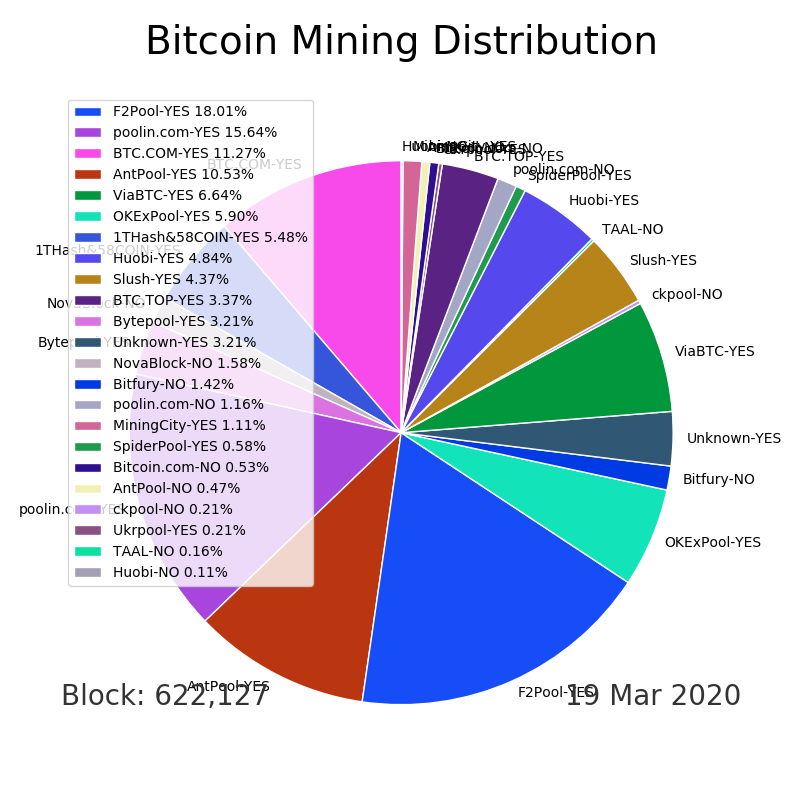 Bitcoin Mining Distribution
F2Pool-YES 18.01%
poolin.com-YES 15.64%
BTC.COM-YES 11.27%
AntPool-YES 10.53%
ViaBTC-YES 6.64%
OKExPool-YES 5.90%
1THash&58COIN-YES 5.48%
Huobi-YES 4.84%
Slush-YES 4.37%
BTC.TOP-YES 3.37%
Bytepool-YES 3.21%
Unknown-YES 3.21%
NovaBlock-NO 1.58%
Bitfury-NO 1.42%
poolin.com-NO 1.16%
MiningCity-YES 1.11%
SpiderPool-YES 0.58%
Bitcoin.com-NO 0.53%
AntPool-NO 0.47%
ckpool-NO 0.21%
Ukrpool-YES 0.21%
TAAL-NO 0.16%
Huobi-NO 0.11%
BTC.TOP-YES
poolin.com-NO
SpiderPool-YES
Huobi-YES
TAAL-NO
Slush-YES
ckpool-NO
ViaBTC-YES
Unknown-YES
Bitfury-NO
OKExPool-YES
F2Pool-YES
AntPool-YES
BTC.COM-YES
1THash&58COIN-YES
Block: 622,127
19 Mar 2020